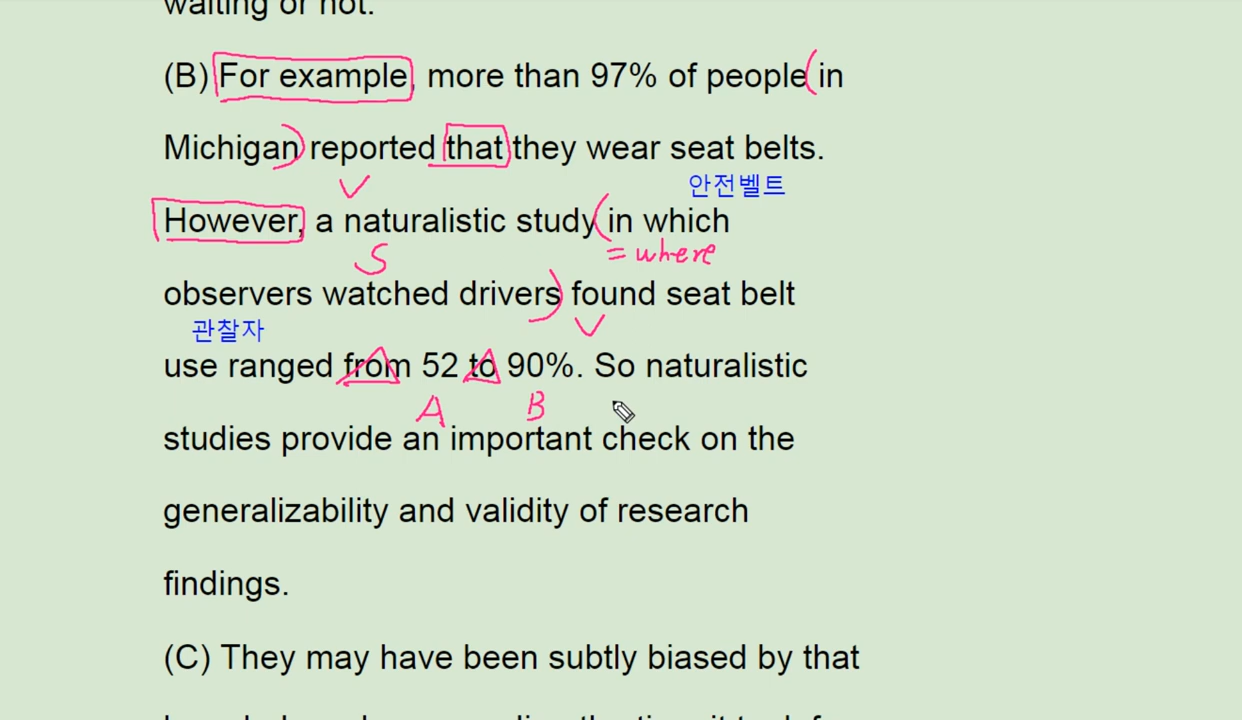 waiting or not.
(B) For example, more than 97% of people in
Michigan reported that they wear seat belts.
안전벨트
However, a naturalistic study in which
S = where
observers watched drivers found seat belt
관찰자 V
use ranged from 52 to 90%. So naturalistic
A B
studies provide an important check on the
generalizability and validity of research
findings.
(C) They may have been subtly biased by that